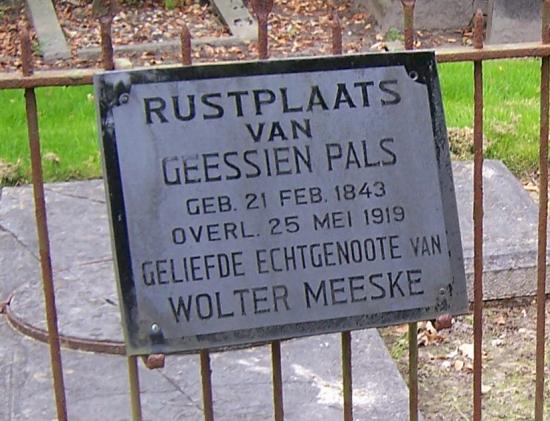 RUSTPLAATS
VAN
GEESSIEN PALS
GEB. 21 FEB. 1843
OVERL. 25 MEI 1919
GELIEFDE ECHTGENOOTE VAN
WOLTER MEESKE